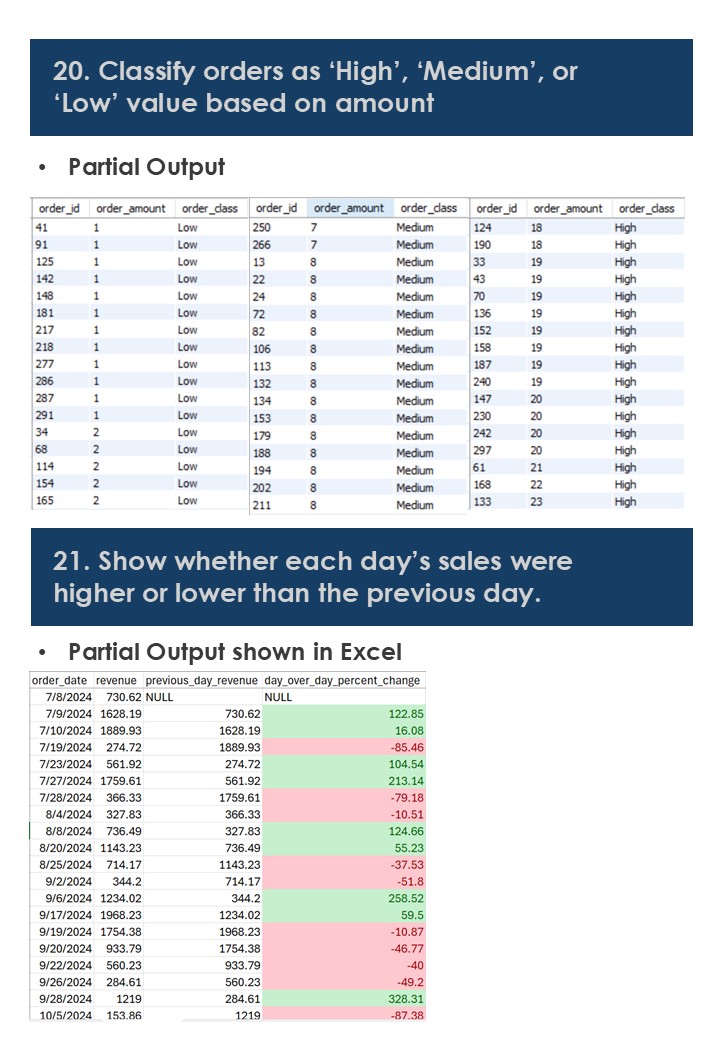 20. Classify orders as ‘High’, ‘Medium’, or
‘Low’ value based on amount
• Partial Output
order_id order_amount order_class order_id order_amount order_class order_id order_amount order_class
41 1 Low 250 7 Medium 124 18 High
91 1 Low 266 7 Medium 190 18 High
125 1 Low 13 8 Medium 33 19 High
142 1 Low 22 8 Medium 43 19 High
148 1 Low 24 8 Medium 70 19 High
181 1 Low 72 8 Medium 136 19 High
217 1 Low 82 8 Medium 152 19 High
218 1 Low 106 8 Medium 158 19 High
277 1 Low 113 8 Medium 187 19 High
286 1 Low 132 8 Medium 240 19 High
287 1 Low 134 8 Medium 147 20 High
291 1 Low 153 8 Medium 230 20 High
34 2 Low 179 8 Medium 242 20 High
68 2 Low 188 8 Medium 297 20 High
114 2 Low 194 8 Medium 61 21 High
154 2 Low 202 8 Medium 168 22 High
165 2 Low 211 8 Medium 133 23 High
21. Show whether each day’s sales were
higher or lower than the previous day.
• Partial Output shown in Excel
order_date revenue previous_day_revenue day_over_day_percent_change
7/8/2024 730.62 NULL NULL
7/9/2024 1628.19 730.62 122.85
7/10/2024 1889.93 1628.19 16.08
7/19/2024 274.72 1889.93 -85.46
7/23/2024 561.92 274.72 104.54
7/27/2024 1759.61 561.92 213.14
7/28/2024 366.33 1759.61 -79.18
8/4/2024 327.83 366.33 -10.51
8/8/2024 736.49 327.83 124.66
8/20/2024 1143.23 736.49 55.23
8/25/2024 714.17 1143.23 -37.53
9/2/2024 344.2 714.17 -51.8
9/6/2024 1234.02 344.2 258.52
9/17/2024 1968.23 1234.02 59.5
9/19/2024 1754.38 1968.23 -10.87
9/20/2024 933.79 1754.38 -46.77
9/22/2024 560.23 933.79 -40
9/26/2024 284.61 560.23 -49.2
9/28/2024 1219 284.61 328.31
10/5/2024 153.86 1219 -87.38